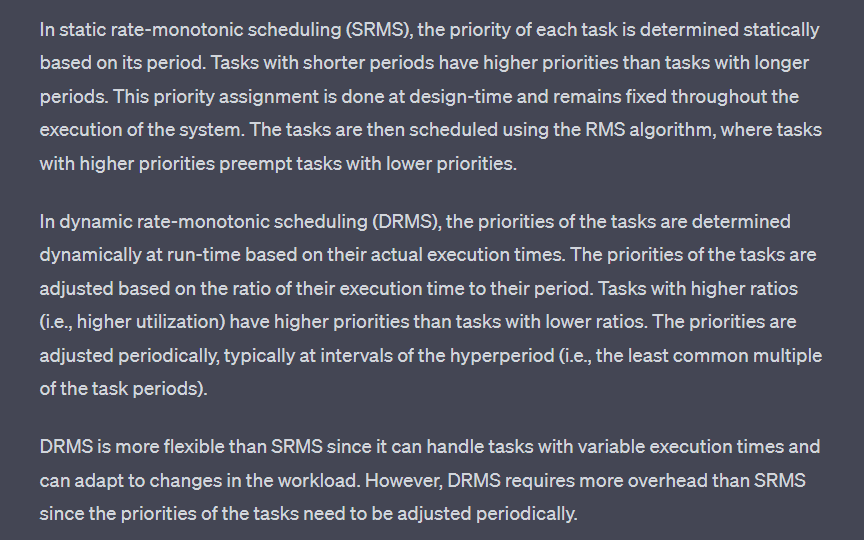 In static rate-monotonic scheduling (SRMS), the priority of each task is determined statically
based on its period. Tasks with shorter periods have higher priorities than tasks with longer
periods. This priority assignment is done at design-time and remains fixed throughout the
execution of the system. The tasks are then scheduled using the RMS algorithm, where tasks
with higher priorities preempt tasks with lower priorities.
In dynamic rate-monotonic scheduling (DRMS), the priorities of the tasks are determined
dynamically at run-time based on their actual execution times. The priorities of the tasks are
adjusted based on the ratio of their execution time to their period. Tasks with higher ratios
(i.e., higher utilization) have higher priorities than tasks with lower ratios. The priorities are
adjusted periodically, typically at intervals of the hyperperiod (i.e., the least common multiple
of the task periods).
DRMS is more flexible than SRMS since it can handle tasks with variable execution times and
can adapt to changes in the workload. However, DRMS requires more overhead than SRMS
since the priorities of the tasks need to be adjusted periodically.